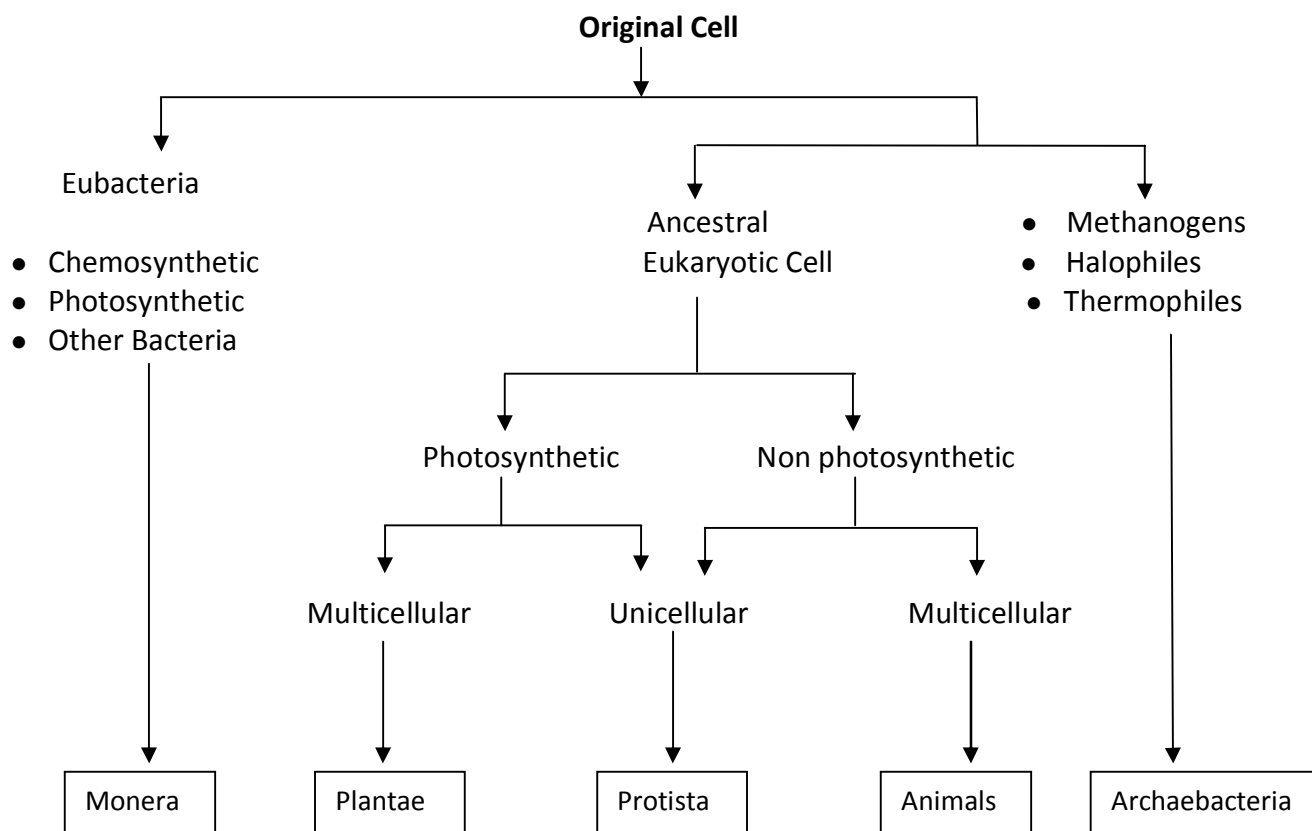 Original Cell
Eubacteria
● Chemosynthetic
● Photosynthetic
● Other Bacteria
Ancestral
Eukaryotic Cell
● Methanogens
● Halophiles
● Thermophiles
Photosynthetic
Non photosynthetic
Multicellular
Unicellular
Multicellular
Monera
Plantae
Protista
Animals
Archaebacteria